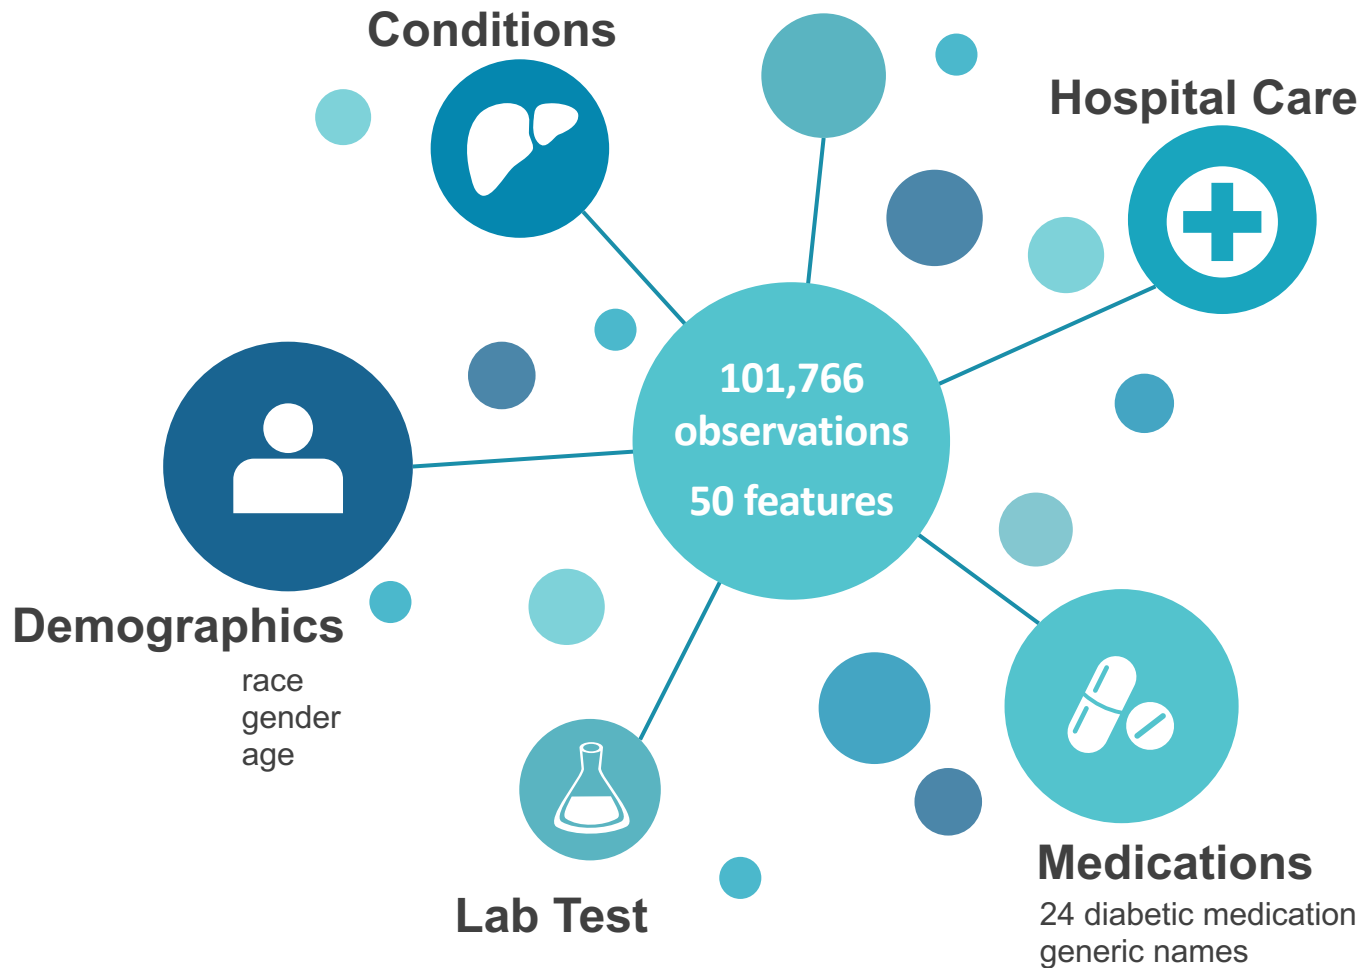 Conditions
Hospital Care
101,766
observations
50 features
Demographics
race
gender
age
Lab Test
Medications
24 diabetic medication
generic names